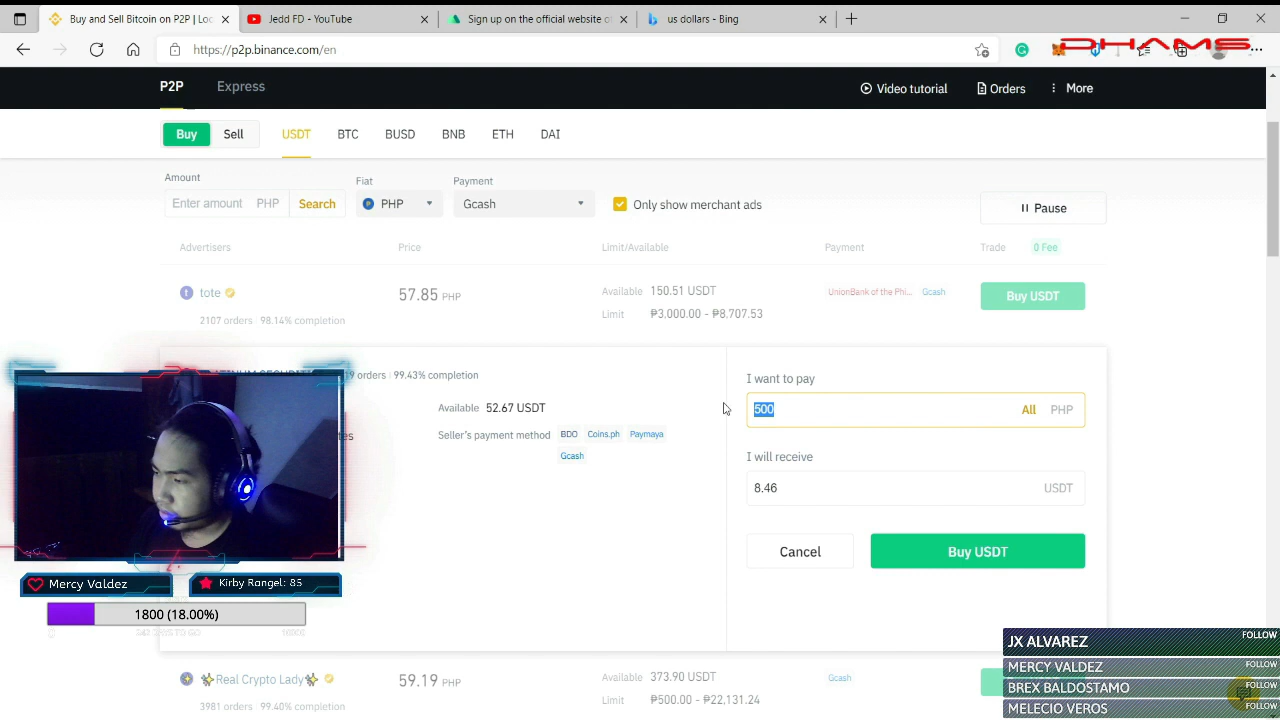 Buy and Sell Bitcoin on P2P | Loc
Jedd FD - YouTube
Sign up on the official website o
us dollars - Bing
https://p2p.binance.com/en
DHAMS
P2P
Express
Video tutorial
Orders
More
Buy
Sell
USDT
BTC
BUSD
BNB
ETH
DAI
Amount
Fiat
Payment
Enter amount PHP
Search
PHP
Gcash
Only show merchant ads
Pause
Advertisers
Price
Limit/Available
Payment
Trade
0 Fee
tote
57.85 PHP
Available 150.51 USDT
UnionBank of the Phi... Gcash
Buy USDT
2107 orders | 98.14% completion
Limit ₱3,000.00 - ₱8,707.53
9 orders | 99.43% completion
I want to pay
Available 52.67 USDT
500
All
PHP
Seller's payment method BDO Coins.ph Paymaya
Gcash
I will receive
8.46
USDT
Cancel
Buy USDT
Mercy Valdez
Kirby Rangel: 85
1800 (18.00%)
JX ALVAREZ
FOLLOW
MERCY VALDEZ
FOLLOW
BREX BALDOSTAMO
FOLLOW
MELECIO VEROS
FOLLOW
Real Crypto Lady
59.19 PHP
Available 373.90 USDT
Gcash
3981 orders | 99.40% completion
Limit ₱500.00 - ₱22,131.24